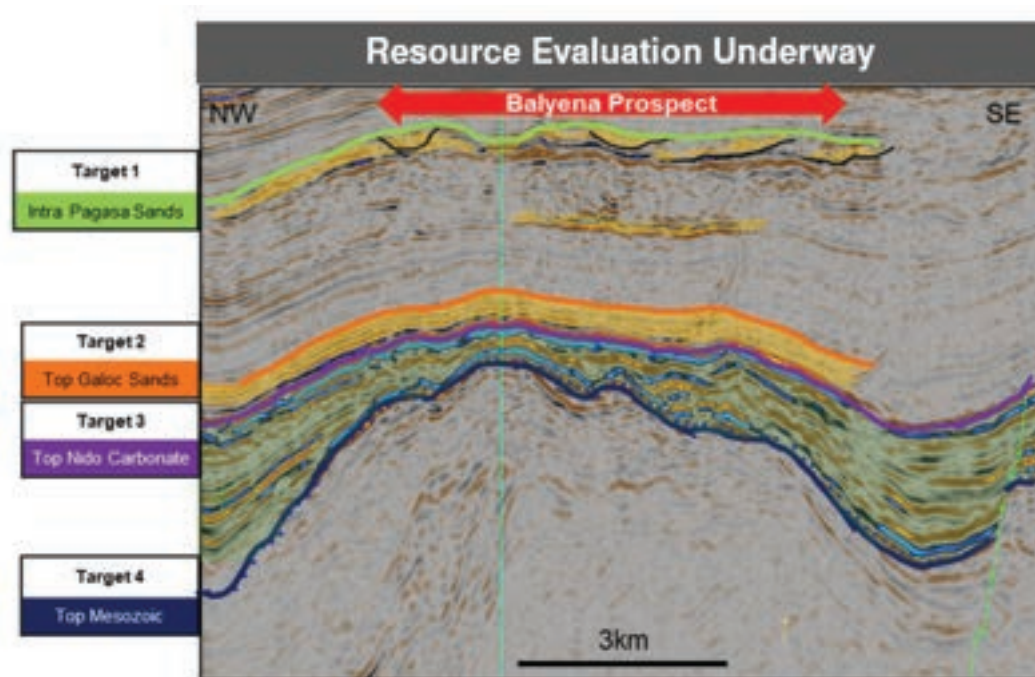 Resource Evaluation Underway
NW
Balyena Prospect
SE
Target 1
Intra Pagasa Sands
Target 2
Top Galoc Sands
Target 3
Top Nido Carbonate
Target 4
Top Mesozoic
3km